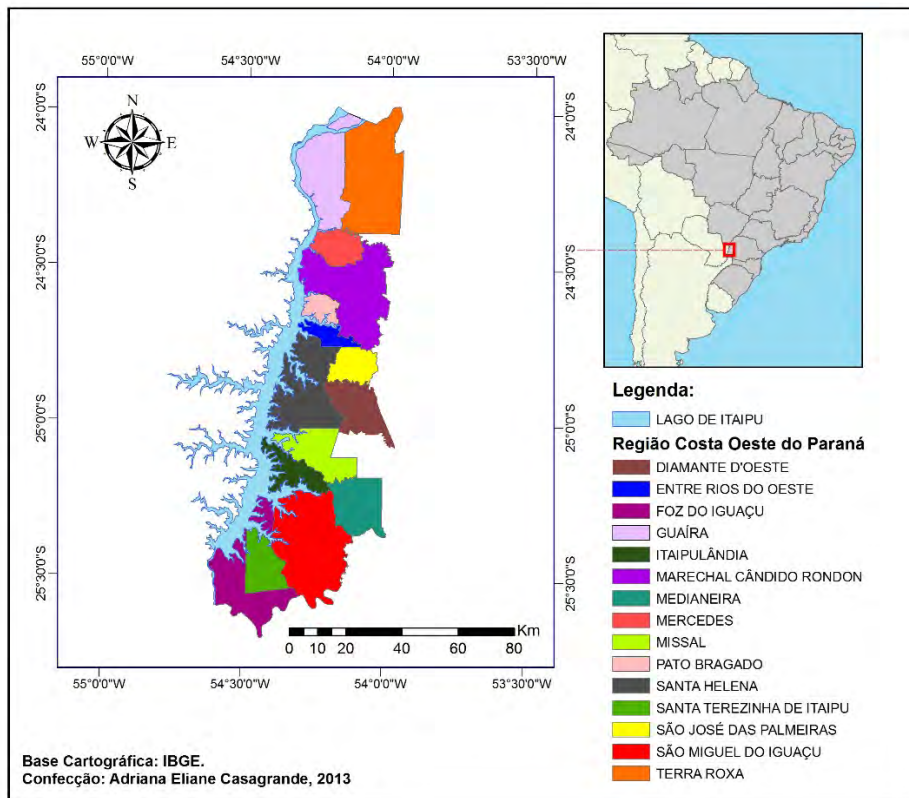 55°0'0"W 54°30'0"W 54°0'0"W 53°30'0"W
24°0'0"S
24°30'0"S
25°0'0"S
25°30'0"S
N
W E
S
24°0'0"S
24°30'0"S
25°0'0"S
25°30'0"S
Km
0 10 20 40 60 80
55°0'0"W 54°30'0"W 54°0'0"W 53°30'0"W
Base Cartográfica: IBGE.
Confecção: Adriana Eliane Casagrande, 2013
Legenda:
LAGO DE ITAIPU
Região Costa Oeste do Paraná
DIAMANTE D'OESTE
ENTRE RIOS DO OESTE
FOZ DO IGUAÇU
GUAÍRA
ITAIPULÂNDIA
MARECHAL CÂNDIDO RONDON
MEDIANEIRA
MERCEDES
MISSAL
PATO BRAGADO
SANTA HELENA
SANTA TEREZINHA DE ITAIPU
SÃO JOSÉ DAS PALMEIRAS
SÃO MIGUEL DO IGUAÇU
TERRA ROXA